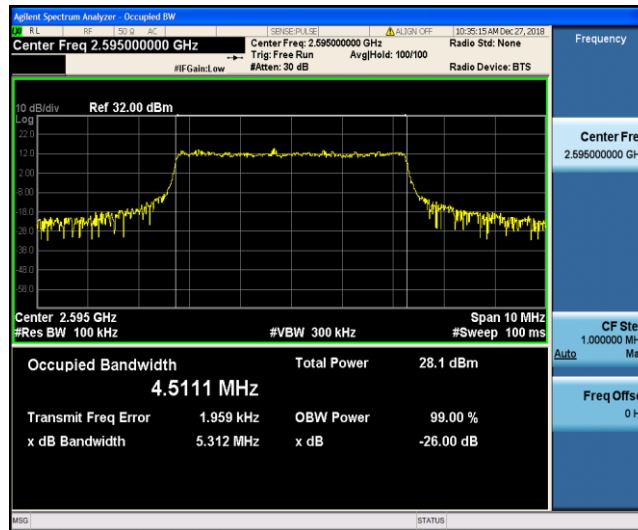 Agilent Spectrum Analyzer - Occupied BW
RL RF 50 Ω AC SENSE:PULSE ALIGN OFF 10:35:15 AM Dec 27, 2018
Center Freq 2.595000000 GHz
Center Freq: 2.595000000 GHz
Radio Std: None
Trig: Free Run Avg|Hold: 100/100
#IFGain:Low
#Atten: 30 dB
Radio Device: BTS
Frequency
10 dB/div Ref 32.00 dBm
Log
22.0
12.0
2.00
-8.00
-18.0
-28.0
-38.0
-48.0
-58.0
Center 2.595 GHz Span 10 MHz
#Res BW 100 kHz #VBW 300 kHz #Sweep 100 ms
Center Fre
2.595000000 GH
CF Ste
1.000000 MH
Auto Ma
Freq Offse
0 H
Occupied Bandwidth Total Power 28.1 dBm
4.5111 MHz
Transmit Freq Error 1.959 kHz OBW Power 99.00 %
x dB Bandwidth 5.312 MHz x dB -26.00 dB
MSG STATUS